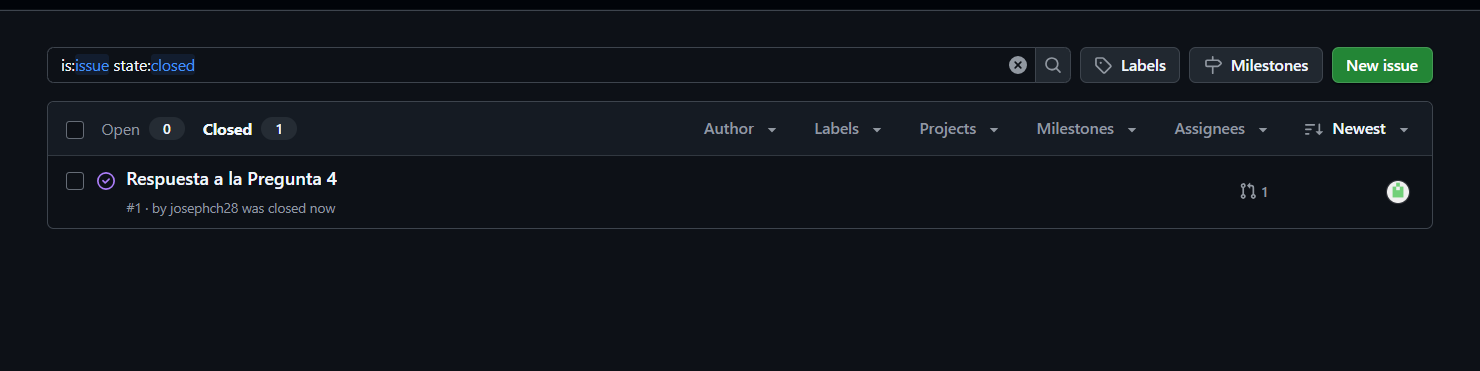 is:issue state:closed
Labels
Milestones
New issue
Open 0 Closed 1
Author Labels Projects Milestones Assignees Newest
Respuesta a la Pregunta 4
1
#1 · by josephch28 was closed now